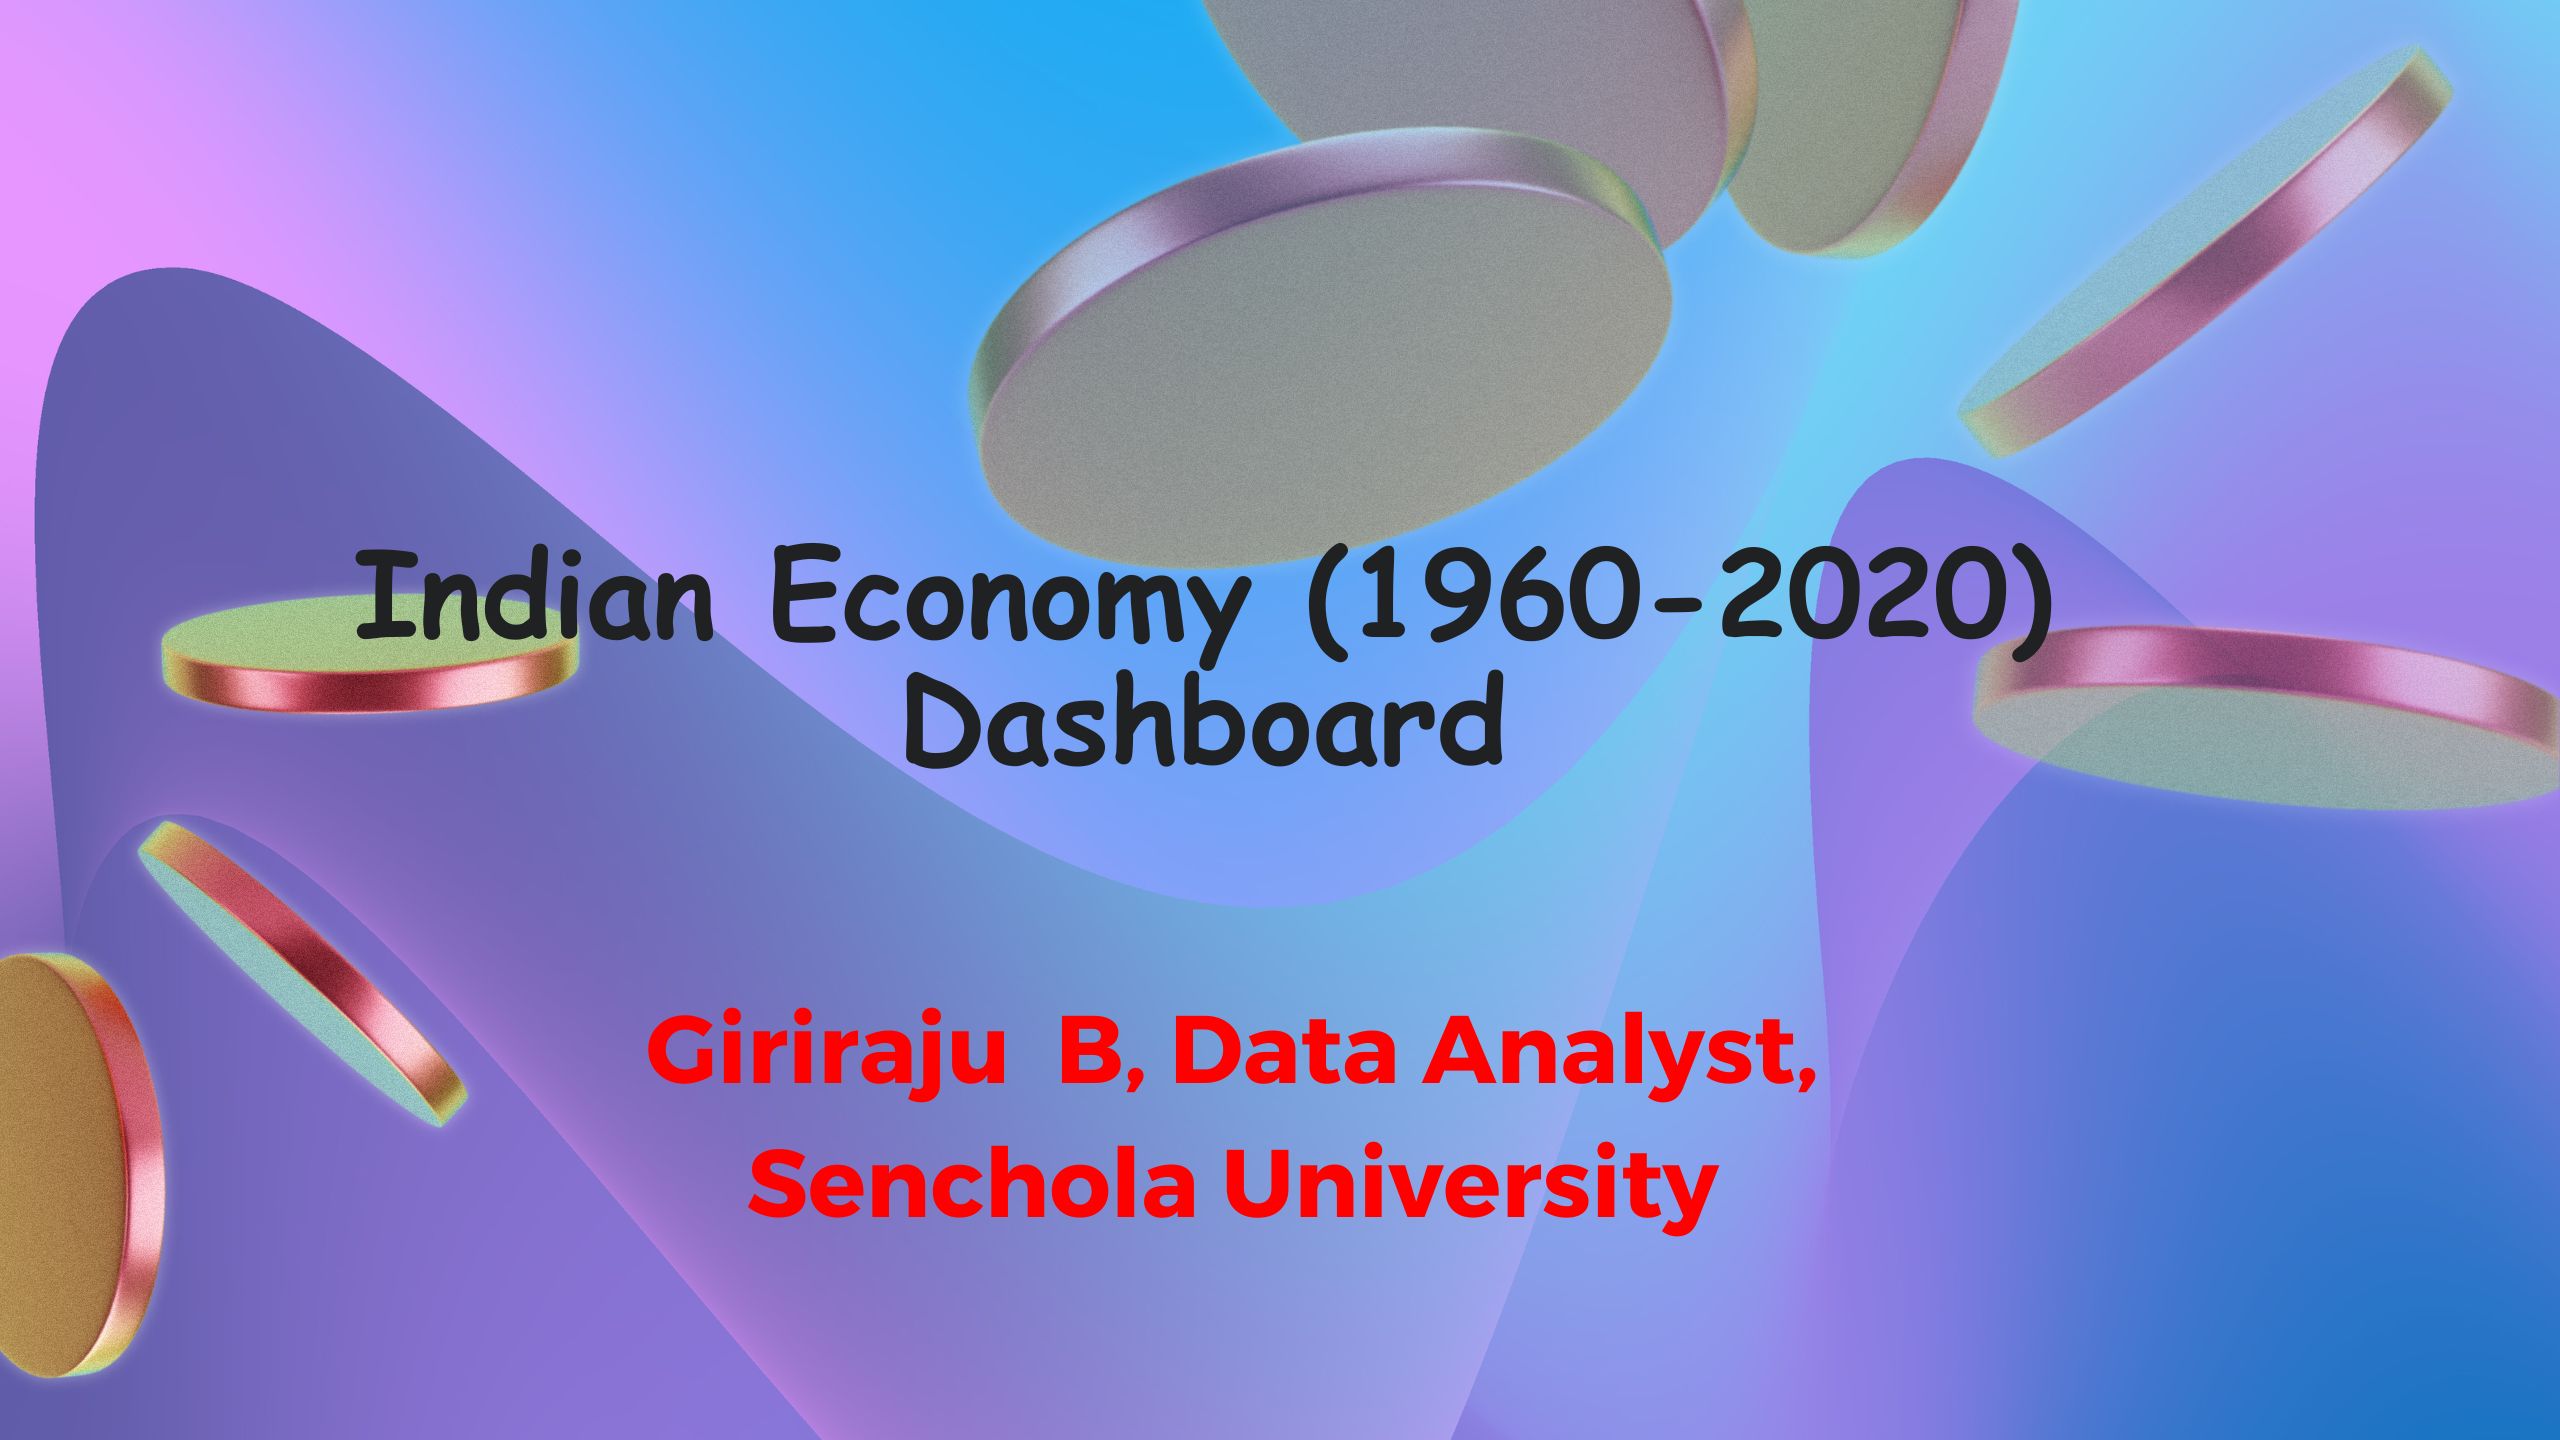 Indian Economy (1960-2020)
Dashboard
Giriraju B, Data Analyst,
Senchola University